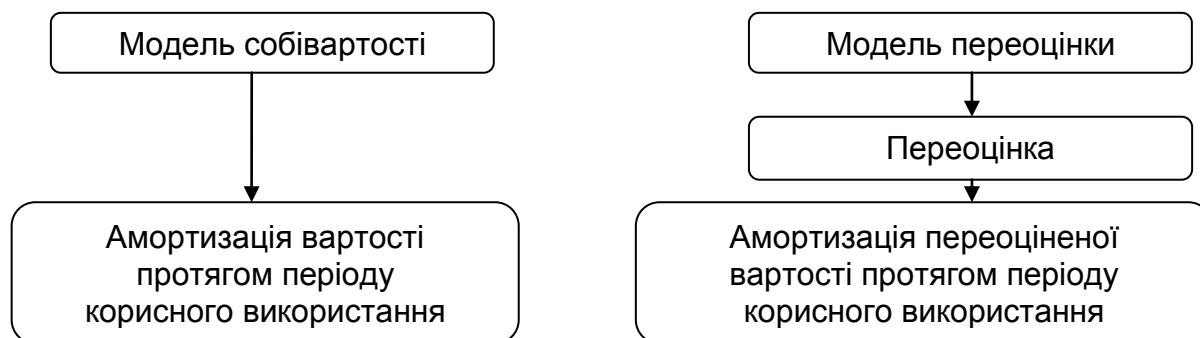 Модель собівартості
Модель переоцінки
Переоцінка
Амортизація вартості
протягом періоду
корисного використання
Амортизація переоціненої
вартості протягом періоду
корисного використання